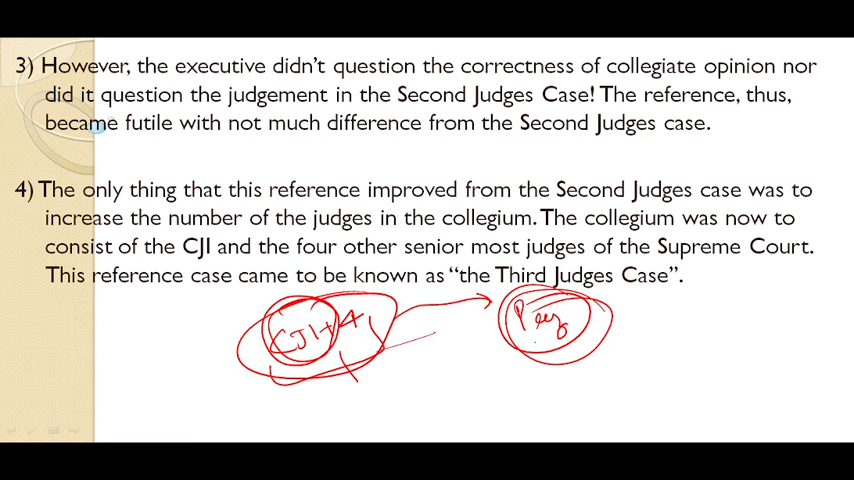 3) However, the executive didn't question the correctness of collegiate opinion nor
did it question the judgement in the Second Judges Case! The reference, thus,
became futile with not much difference from the Second Judges case.
4) The only thing that this reference improved from the Second Judges case was to
increase the number of the judges in the collegium. The collegium was now to
consist of the CJI and the four other senior most judges of the Supreme Court.
This reference case came to be known as “the Third Judges Case”.
CJI+4